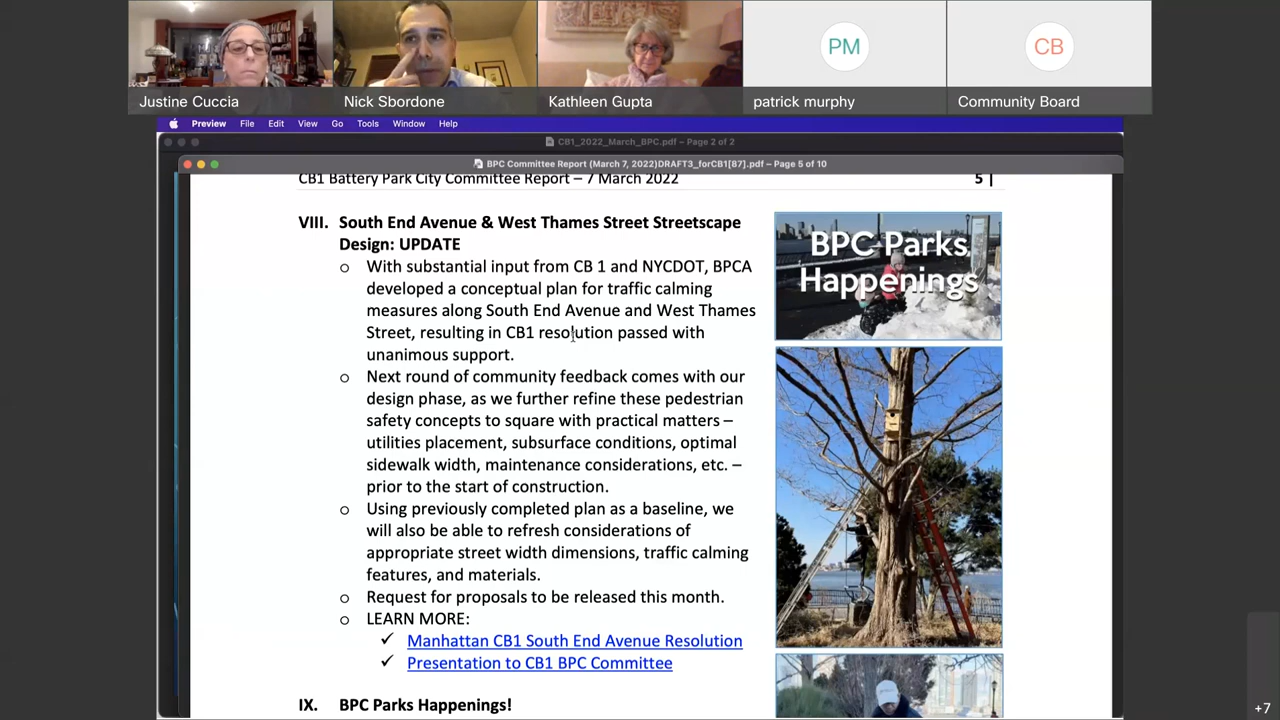 Justine Cuccia
Nick Sbordone
Kathleen Gupta
PM
patrick murphy
CB
Community Board
Preview File Edit View Go Tools Window Help
CB1_2022_March_BPC.pdf – Page 2 of 2
BPC Committee Report (March 7, 2022)DRAFT3_forCB1[87].pdf – Page 5 of 10
CB1 Battery Park City Committee Report – 7 March 2022 5 |
VIII. South End Avenue & West Thames Street Streetscape
Design: UPDATE
o With substantial input from CB 1 and NYCDOT, BPCA
developed a conceptual plan for traffic calming
measures along South End Avenue and West Thames
Street, resulting in CB1 resolution passed with
unanimous support.
o Next round of community feedback comes with our
design phase, as we further refine these pedestrian
safety concepts to square with practical matters –
utilities placement, subsurface conditions, optimal
sidewalk width, maintenance considerations, etc. –
prior to the start of construction.
o Using previously completed plan as a baseline, we
will also be able to refresh considerations of
appropriate street width dimensions, traffic calming
features, and materials.
o Request for proposals to be released this month.
o LEARN MORE:
✓ Manhattan CB1 South End Avenue Resolution
✓ Presentation to CB1 BPC Committee
IX. BPC Parks Happenings!
BPC Parks
Happenings
+7